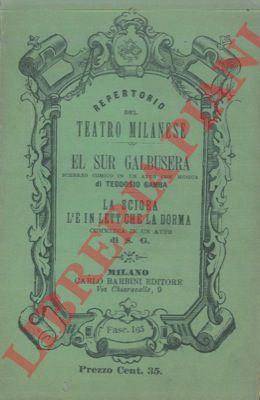 REPERTORIO
DEL
TEATRO MILANESE
EL SUR GALBUSERA
SCHERZO COMICO IN UN ATTO CON MUSICA
di TEODOSIO GAMBA
LA SCIORA
L'È IN LETT CHE LA DORMA
COMMEDIA IN UN ATTO
di S. G.
MILANO
CARLO BARBINI EDITORE
Via Chiaravalle, 9
Fasc. 165
Prezzo Cent. 35.